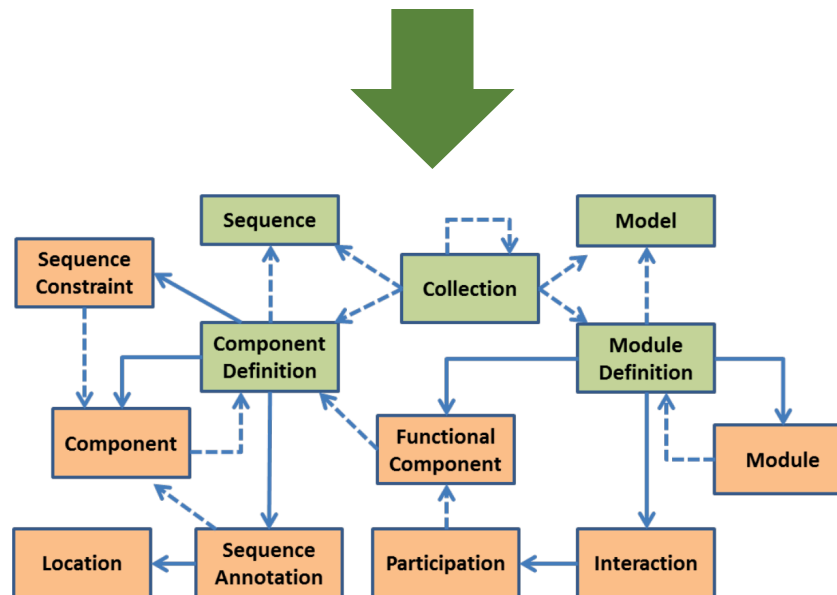 Sequence
Model
Sequence
Constraint
Collection
Component
Definition
Module
Definition
Component
Functional
Component
Module
Location
Sequence
Annotation
Participation
Interaction